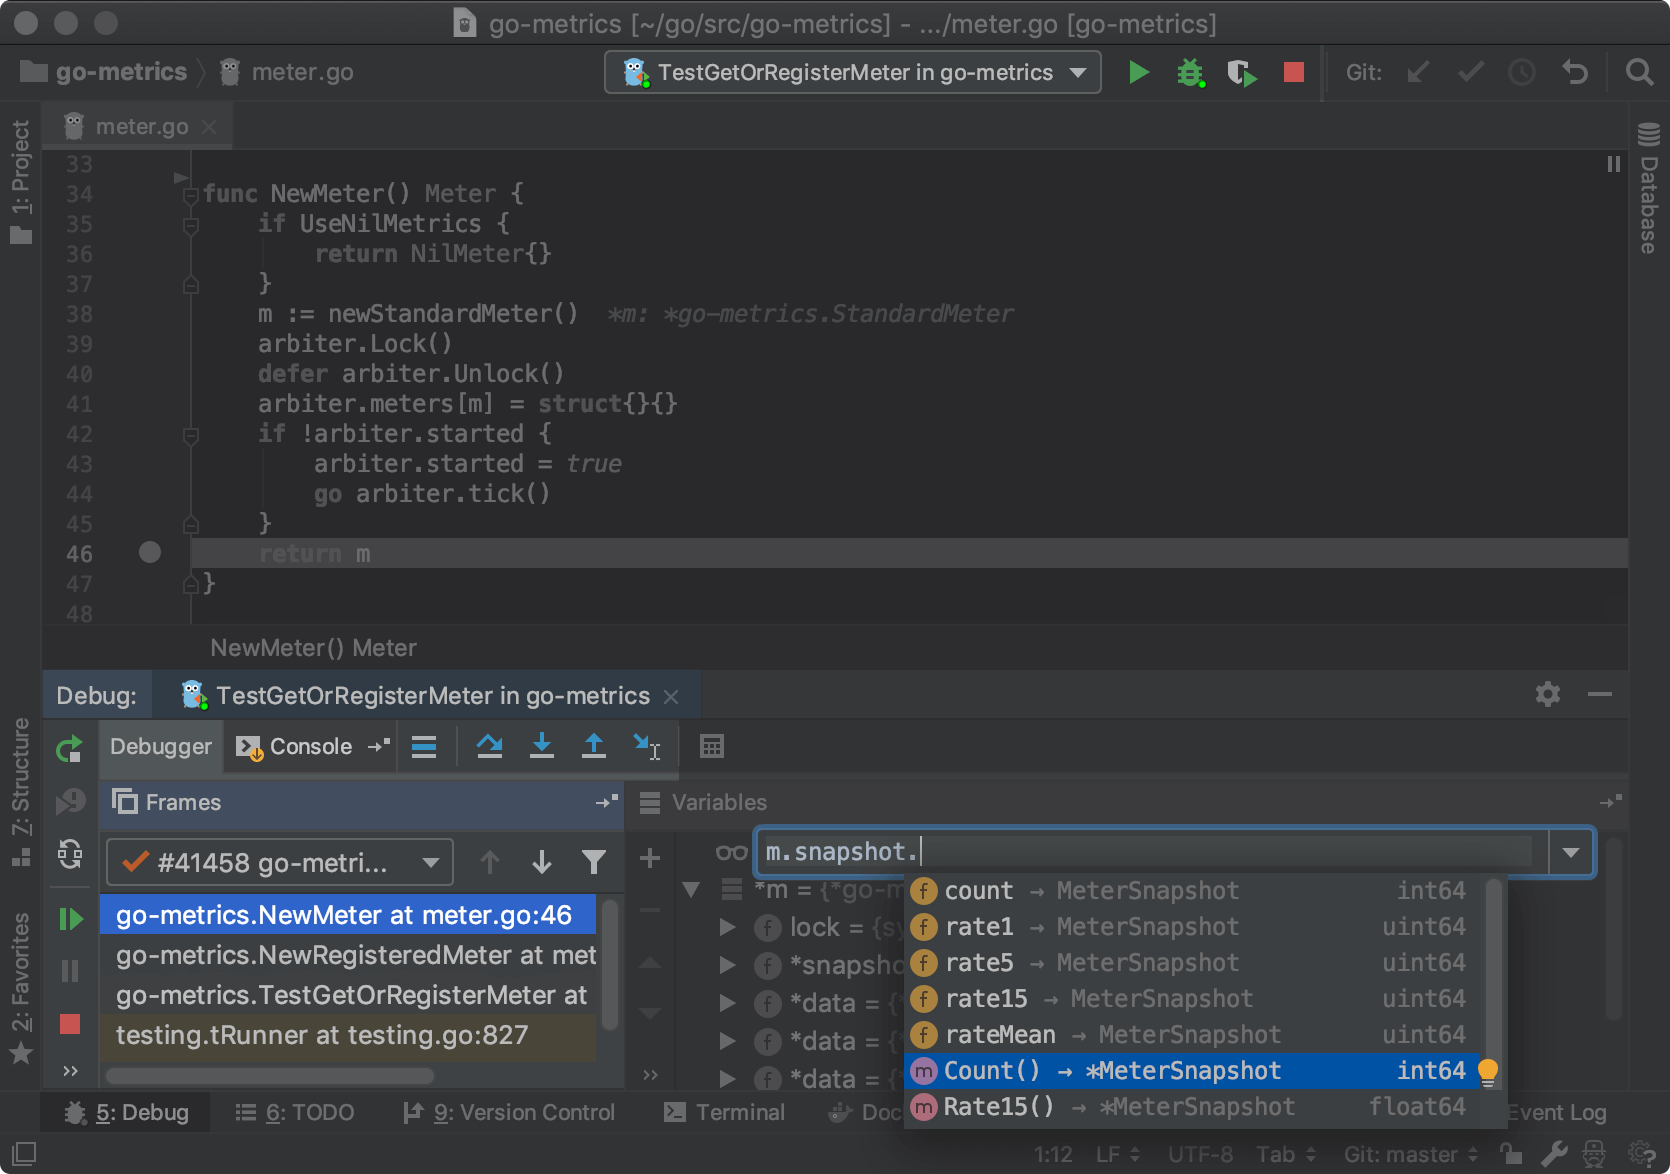 go-metrics [~/go/src/go-metrics] - .../meter.go [go-metrics]
go-metrics meter.go TestGetOrRegisterMeter in go-metrics Git:
1: Project
meter.go
Database
33
34 func NewMeter() Meter {
35 if UseNilMetrics {
36 return NilMeter{}
37 }
38 m := newStandardMeter() *m: *go-metrics.StandardMeter
39 arbiter.Lock()
40 defer arbiter.Unlock()
41 arbiter.meters[m] = struct{}{}
42 if !arbiter.started {
43 arbiter.started = true
44 go arbiter.tick()
45 }
46 return m
47 }
48
NewMeter() Meter
Debug: TestGetOrRegisterMeter in go-metrics
7: Structure
2: Favorites
Debugger Console
Frames
Variables
#41458 go-metri...
go-metrics.NewMeter at meter.go:46
go-metrics.NewRegisteredMeter at met
go-metrics.TestGetOrRegisterMeter at
testing.tRunner at testing.go:827
m.snapshot.
*m = {*go-m
lock = {sy
*snapsho
*data = {*
*data = {*
*data = {*
count → MeterSnapshot int64
rate1 → MeterSnapshot uint64
rate5 → MeterSnapshot uint64
rate15 → MeterSnapshot uint64
rateMean → MeterSnapshot uint64
Count() → *MeterSnapshot int64
Rate15() → *MeterSnapshot float64
5: Debug 6: TODO 9: Version Control Terminal Doc Event Log
1:12 LF UTF-8 Tab Git: master